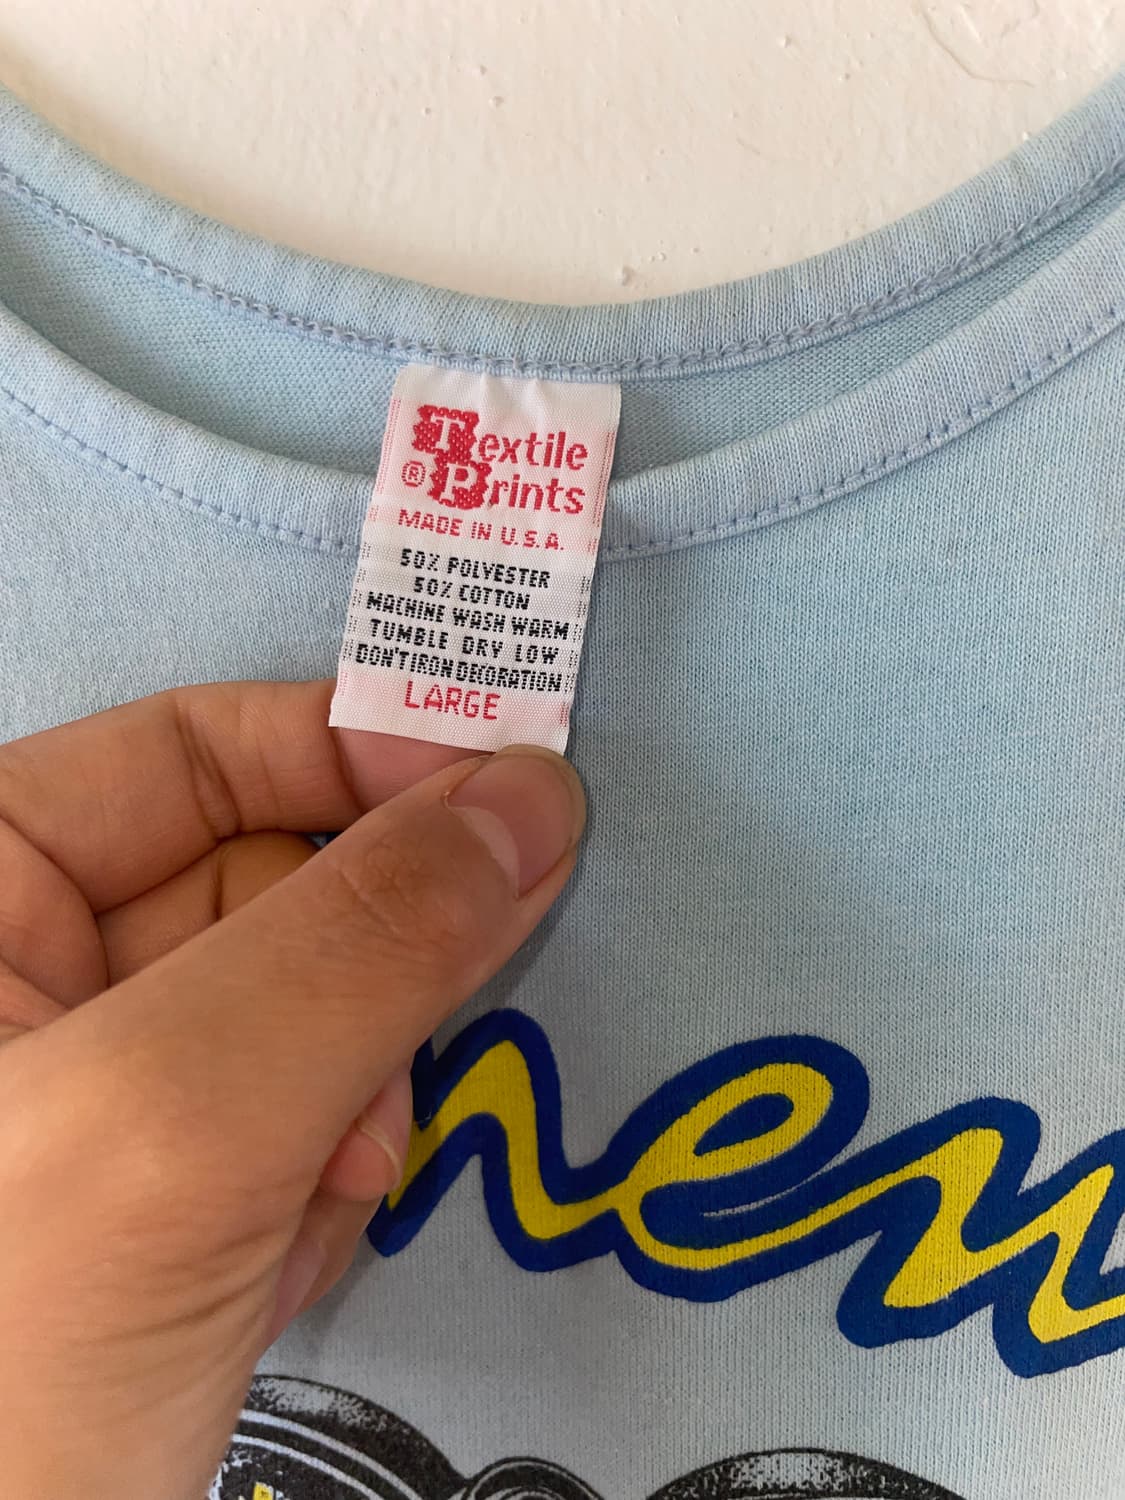 Textile
® Prints
MADE IN U.S.A.
50% POLYESTER
50% COTTON
MACHINE WASH WARM
TUMBLE DRY LOW
DON'T IRON DECORATION
LARGE